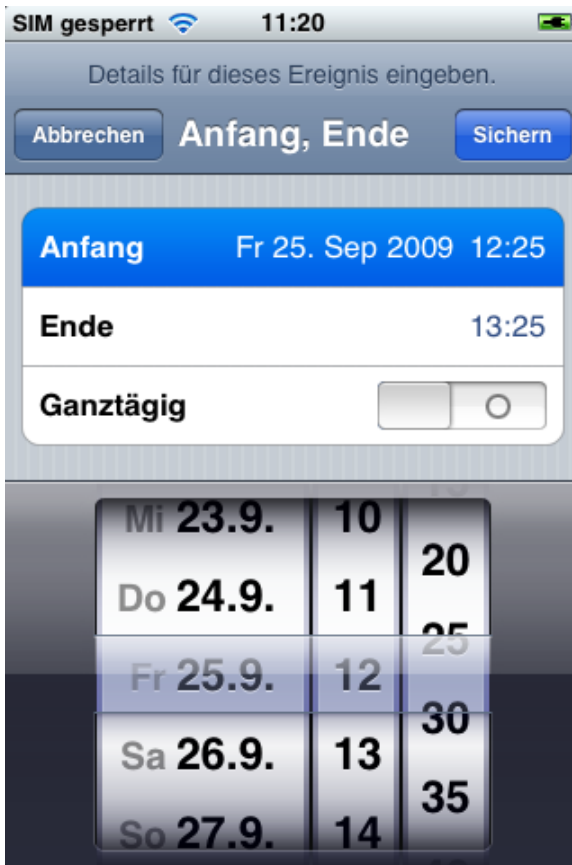 SIM gesperrt 11:20
Details für dieses Ereignis eingeben.
Abbrechen Anfang, Ende Sichern
Anfang Fr 25. Sep 2009 12:25
Ende 13:25
Ganztägig
Mi 23.9. 10
20
Do 24.9. 11
25
Fr 25.9. 12
30
Sa 26.9. 13
35
So 27.9. 14